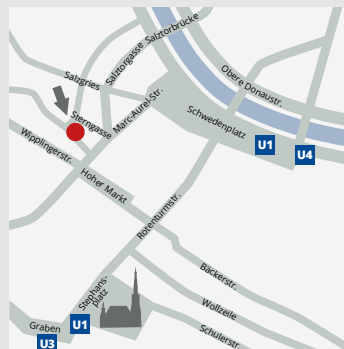 Salztorbrücke
Salztorgasse
Obere Donaustr.
Salzgries
Marc-Aurel-Str.
Sterngasse
Schwedenplatz
U1
U4
Wipplingerstr.
Hoher Markt
Rotenturmstr.
Bäckerstr.
Stephans-
platz
Wollzeile
Schulerstr.
Graben
U1
U3